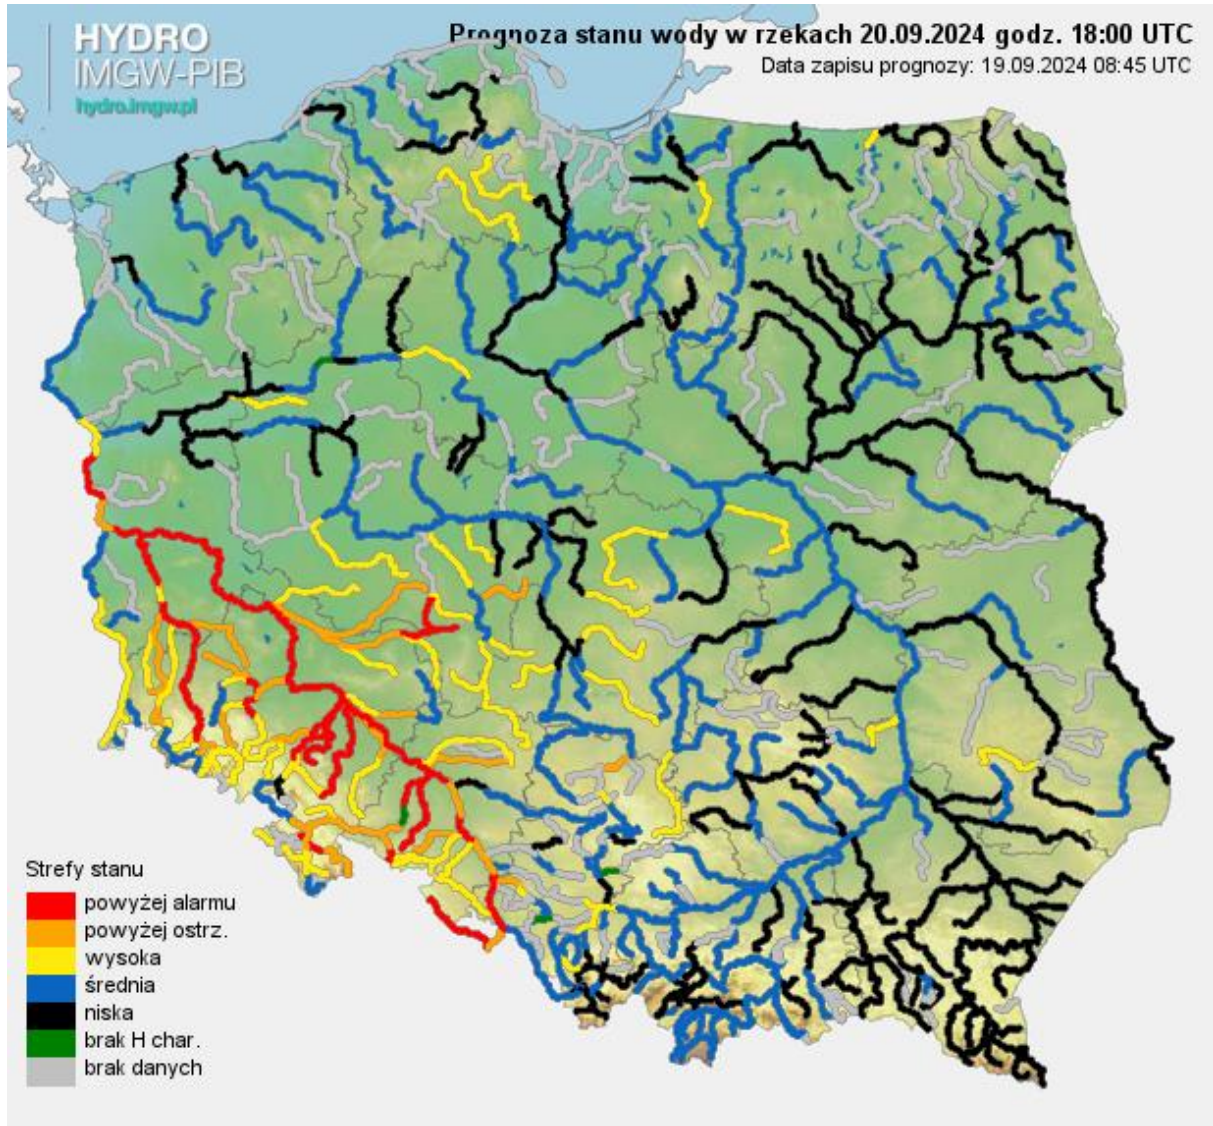 HYDRO
IMGW-PIB
hydro.imgw.pl
Prognoza stanu wody w rzekach 20.09.2024 godz. 18:00 UTC
Data zapisu prognozy: 19.09.2024 08:45 UTC
Strefy stanu
powyżej alarmu
powyżej ostrz.
wysoka
średnia
niska
brak H char.
brak danych